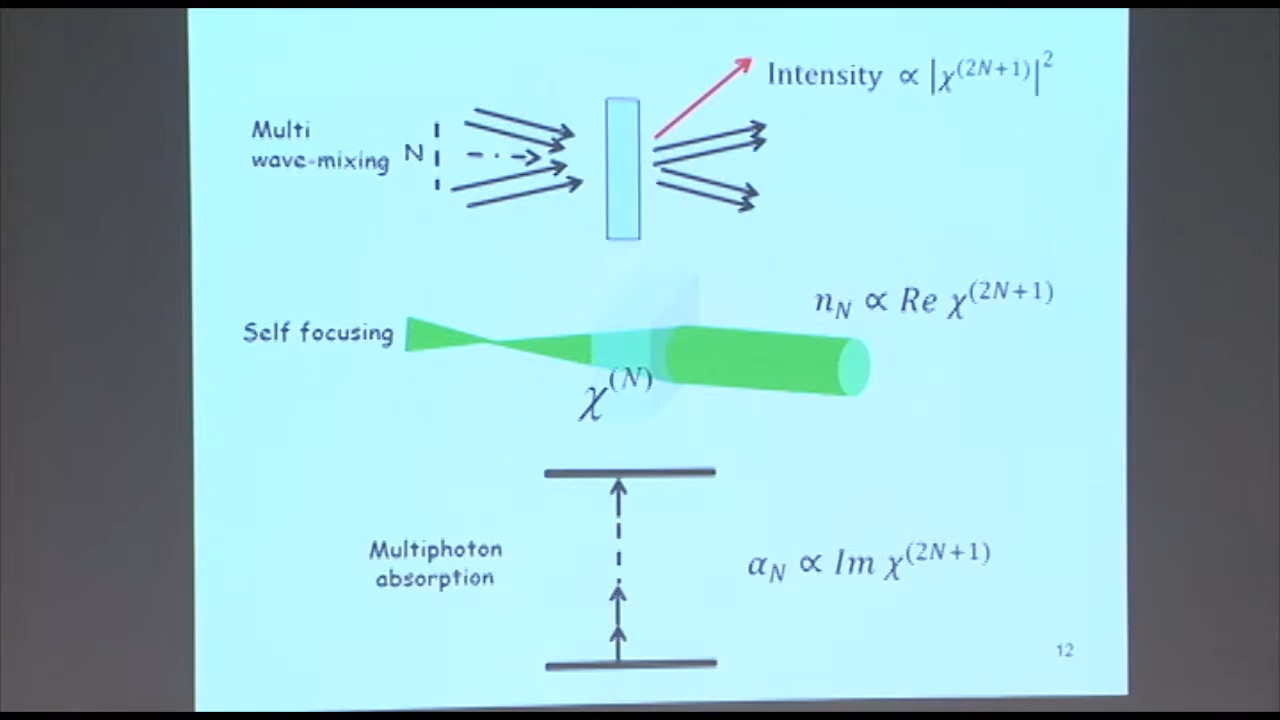 Intensity ∝ |χ^(2N+1)|^2
Multi
wave-mixing
N
n_N ∝ Re χ^(2N+1)
Self focusing
χ^(N)
Multiphoton
absorption
α_N ∝ Im χ^(2N+1)
12